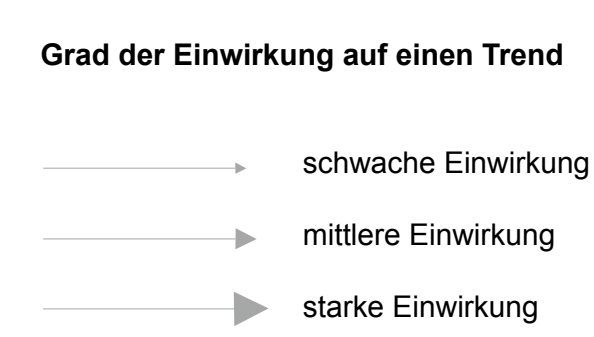 Grad der Einwirkung auf einen Trend
schwache Einwirkung
mittlere Einwirkung
starke Einwirkung